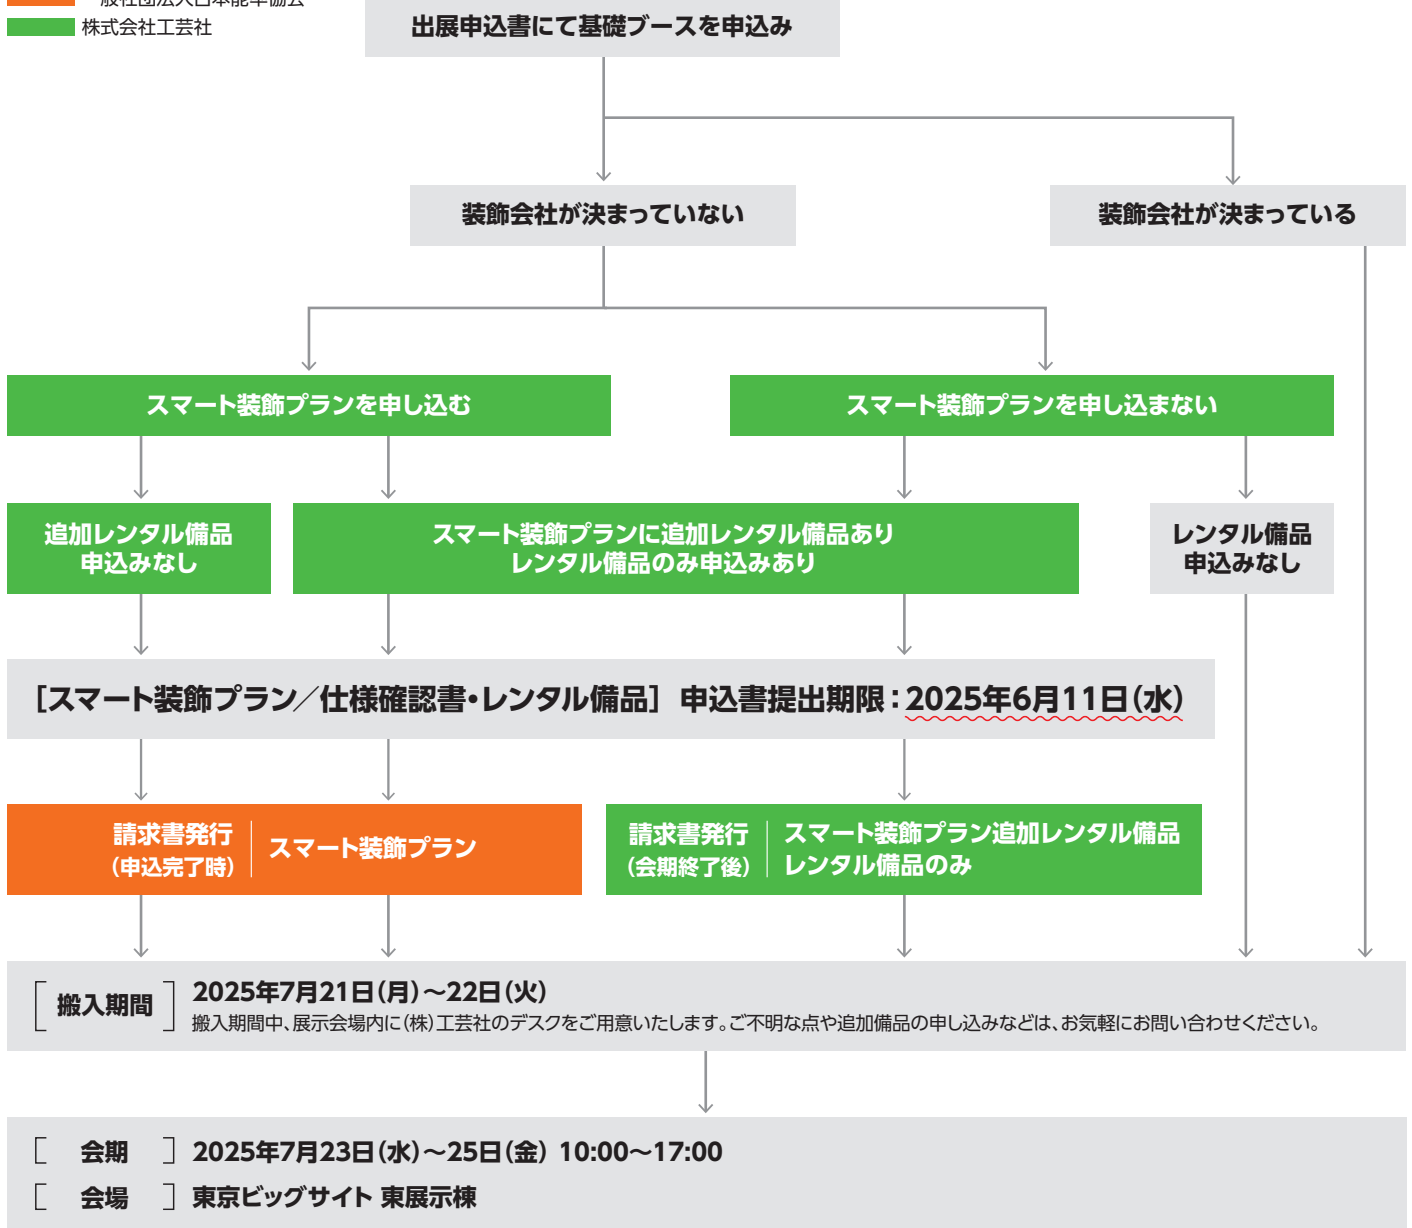 一般社団法人日本能率協会
株式会社工芸社
出展申込書にて基礎ブースを申込み
装飾会社が決まっていない
装飾会社が決まっている
スマート装飾プランを申し込む
スマート装飾プランを申し込まない
追加レンタル備品
申込みなし
スマート装飾プランに追加レンタル備品あり
レンタル備品のみ申込みあり
レンタル備品
申込みなし
［スマート装飾プラン／仕様確認書・レンタル備品］申込書提出期限：2025年6月11日（水）
請求書発行
（申込完了時）
スマート装飾プラン
請求書発行
（会期終了後）
スマート装飾プラン追加レンタル備品
レンタル備品のみ
［搬入期間］2025年7月21日（月）～22日（火）
搬入期間中、展示会場内に（株）工芸社のデスクをご用意いたします。ご不明な点や追加備品の申し込みなどは、お気軽にお問い合わせください。
［会期］2025年7月23日（水）～25日（金） 10:00～17:00
［会場］東京ビッグサイト 東展示棟